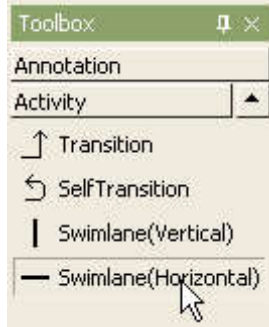 Toolbox
Annotation
Activity
Transition
SelfTransition
Swimlane(Vertical)
Swimlane(Horizontal)